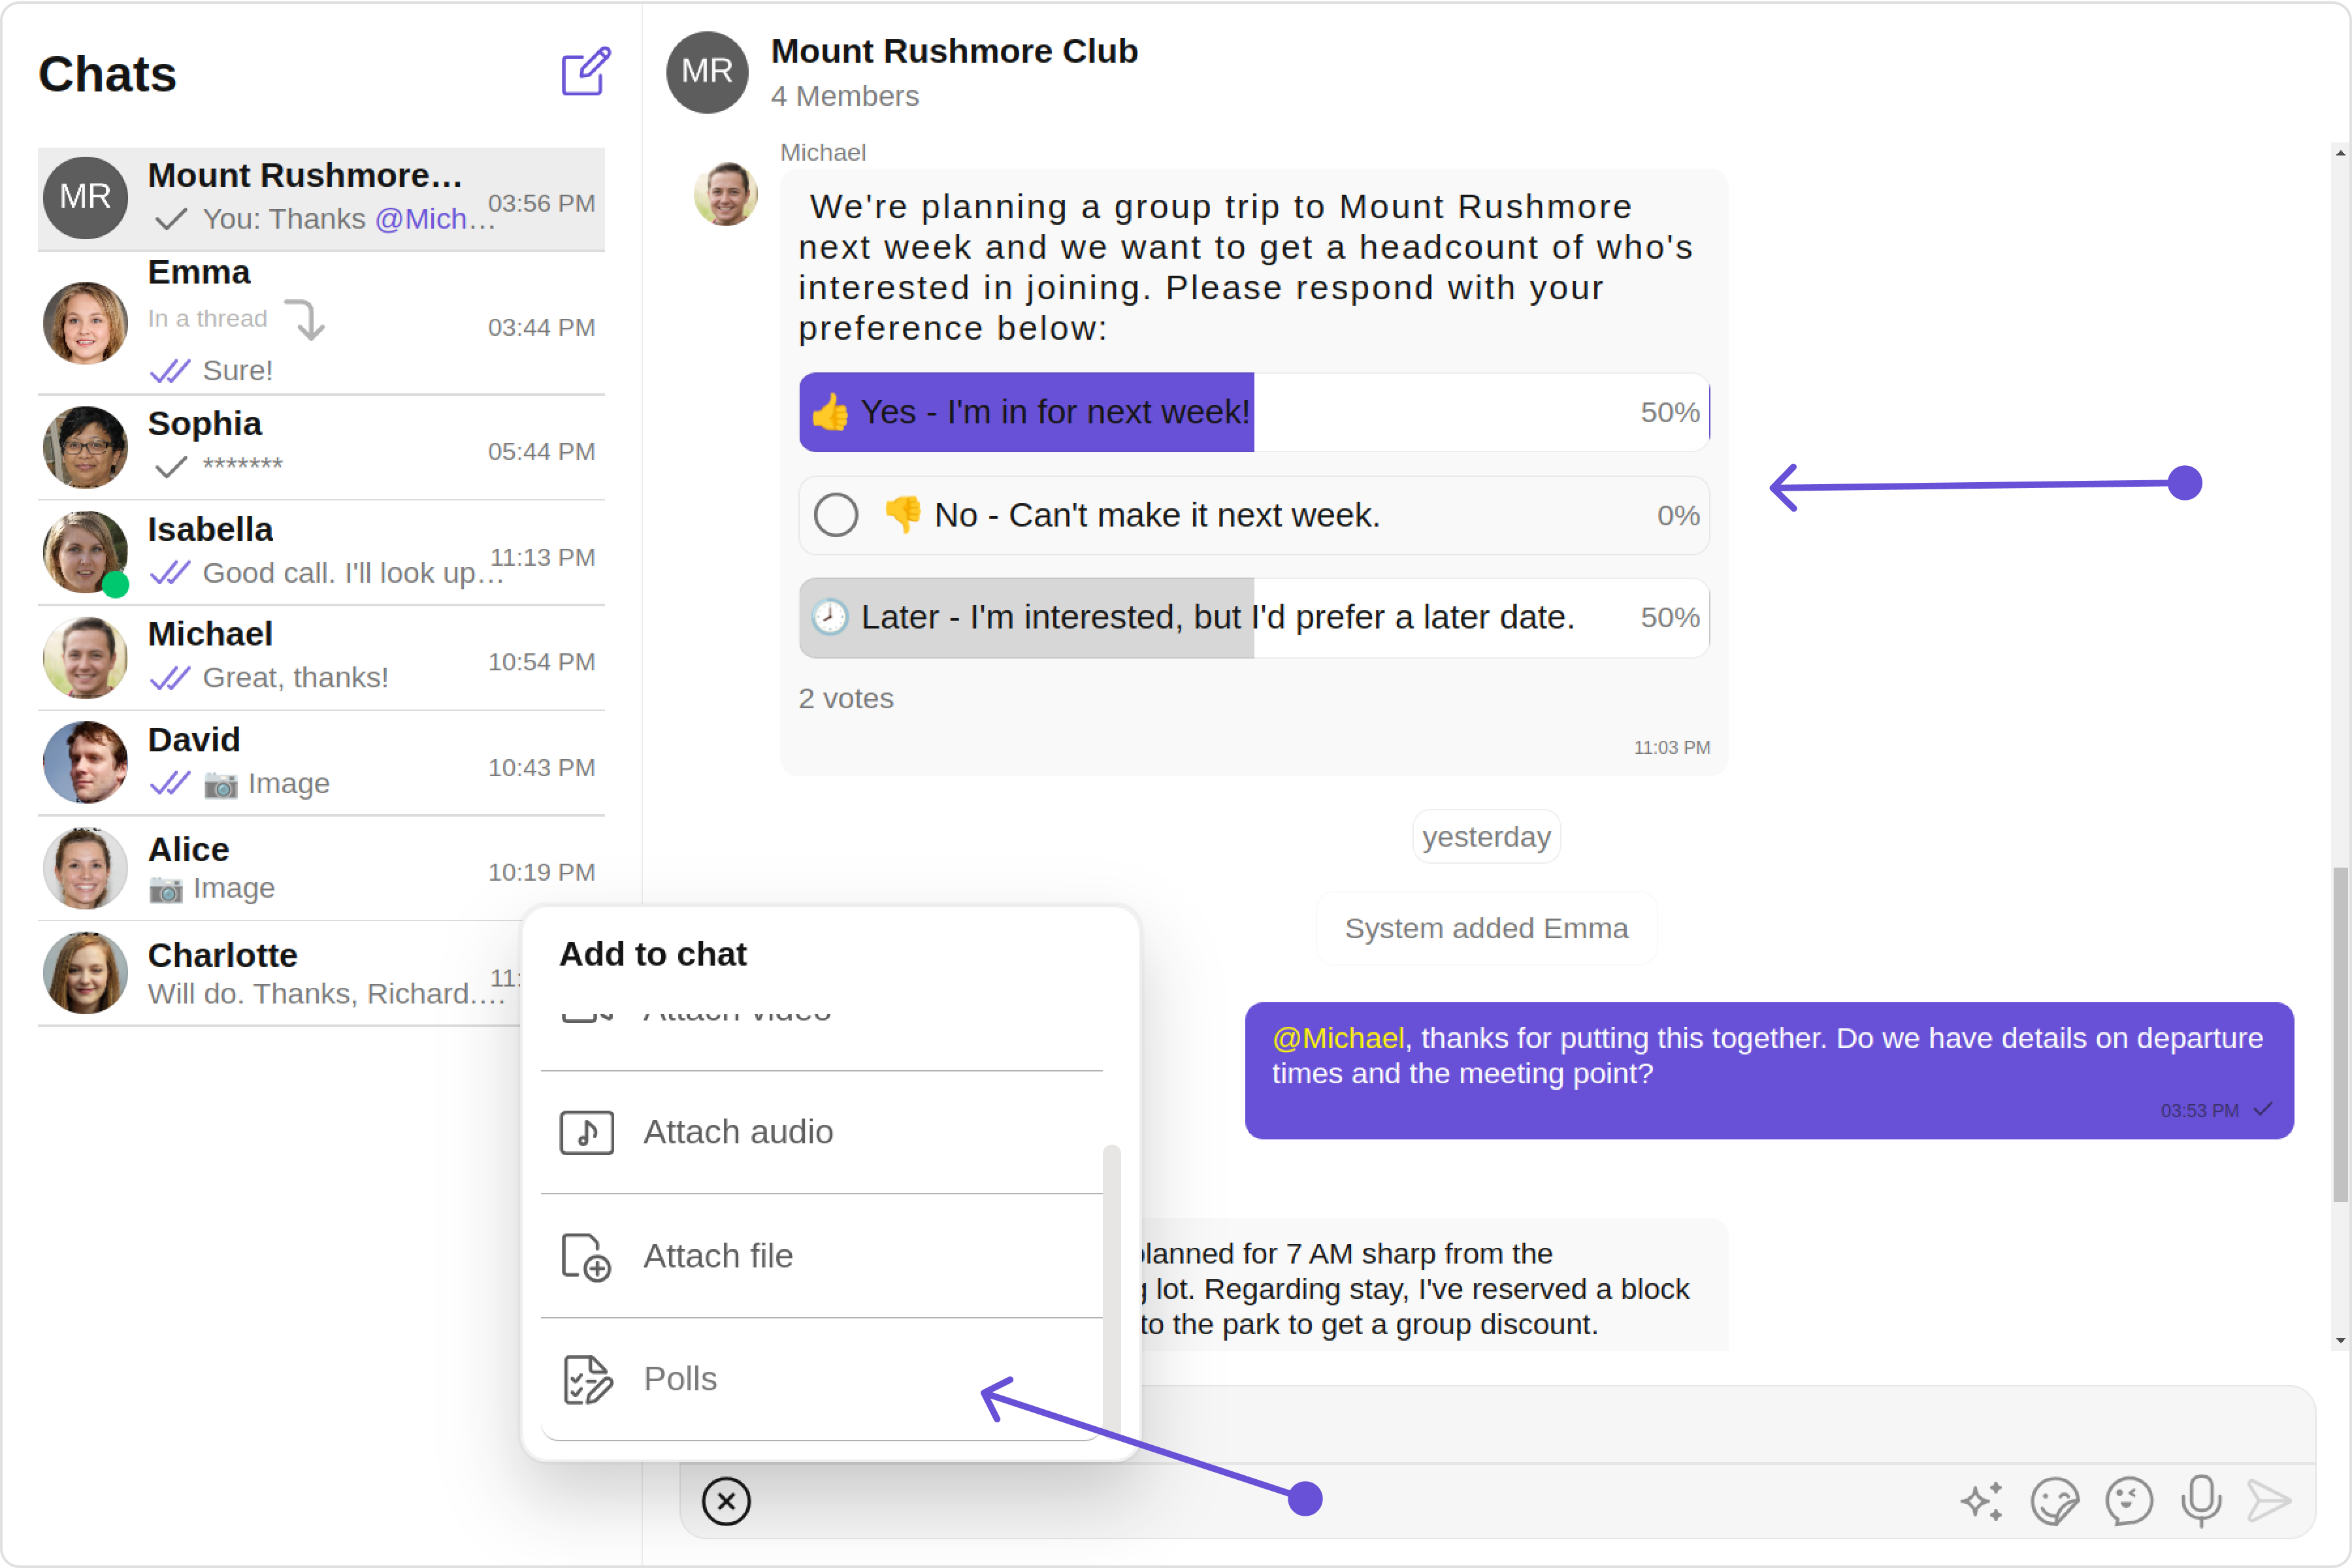 Chats
MR
Mount Rushmore…
03:56 PM
You: Thanks @Mich…
Emma
In a thread
03:44 PM
Sure!
Sophia
05:44 PM
*******
Isabella
11:13 PM
Good call. I'll look up…
Michael
10:54 PM
Great, thanks!
David
10:43 PM
Image
Alice
10:19 PM
Image
Charlotte
11:
Will do. Thanks, Richard.…
MR
Mount Rushmore Club
4 Members
Michael
We're planning a group trip to Mount Rushmore
next week and we want to get a headcount of who's
interested in joining. Please respond with your
preference below:
👍 Yes - I'm in for next week! 50%
👎 No - Can't make it next week. 0%
🕗 Later - I'm interested, but I'd prefer a later date. 50%
2 votes
11:03 PM
yesterday
System added Emma
@Michael, thanks for putting this together. Do we have details on departure
times and the meeting point?
03:53 PM
planned for 7 AM sharp from the
lot. Regarding stay, I've reserved a block
to the park to get a group discount.
Add to chat
Attach video
Attach audio
Attach file
Polls